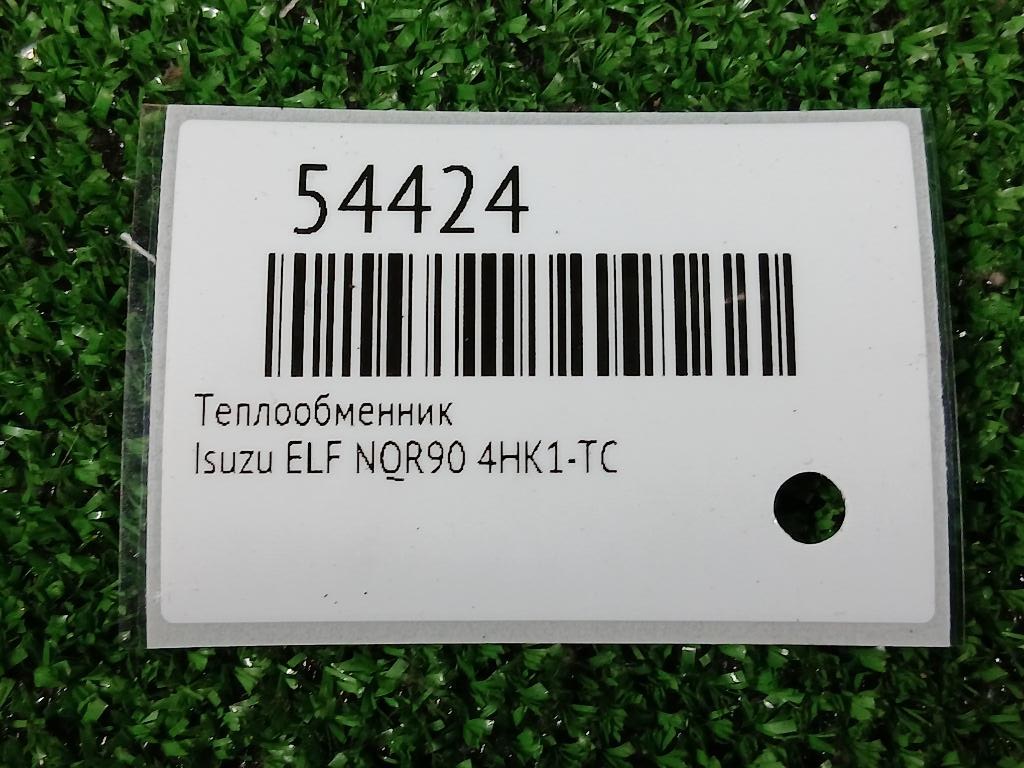 54424
Теплообменник
Isuzu ELF NQR90 4HK1-TC